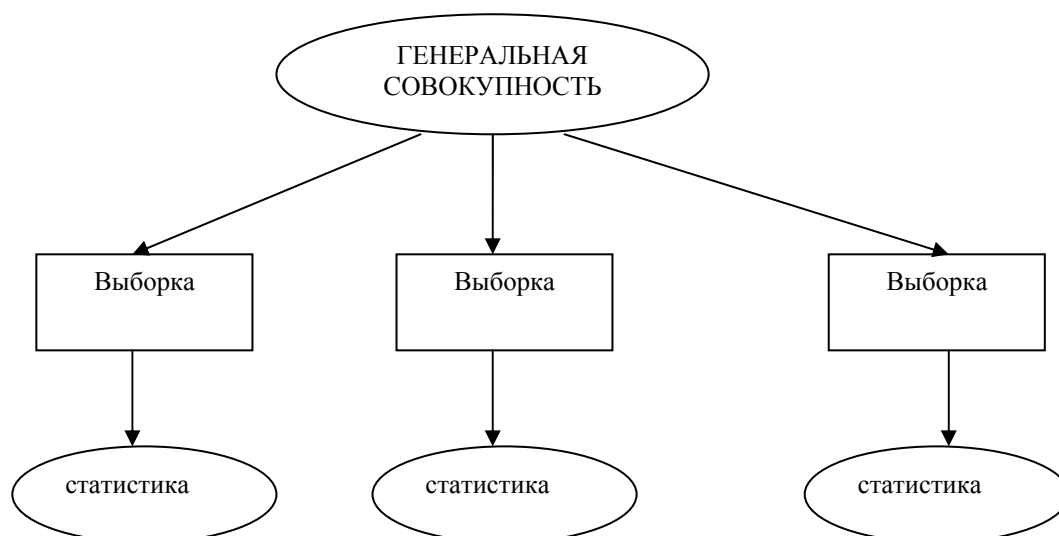 ГЕНЕРАЛЬНАЯ
СОВОКУПНОСТЬ
Выборка
Выборка
Выборка
статистика
статистика
статистика